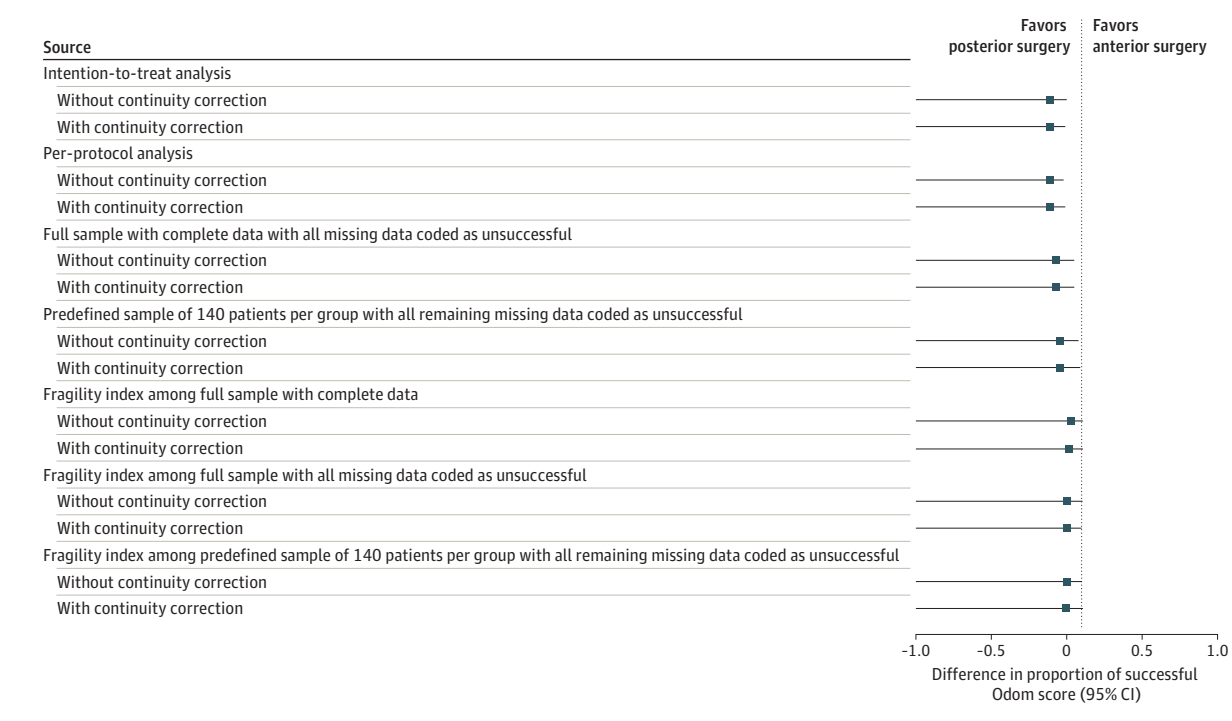 Favors
posterior surgery
Favors
anterior surgery
Source
Intention-to-treat analysis
Without continuity correction
With continuity correction
Per-protocol analysis
Without continuity correction
With continuity correction
Full sample with complete data with all missing data coded as unsuccessful
Without continuity correction
With continuity correction
Predefined sample of 140 patients per group with all remaining missing data coded as unsuccessful
Without continuity correction
With continuity correction
Fragility index among full sample with complete data
Without continuity correction
With continuity correction
Fragility index among full sample with all missing data coded as unsuccessful
Without continuity correction
With continuity correction
Fragility index among predefined sample of 140 patients per group with all remaining missing data coded as unsuccessful
Without continuity correction
With continuity correction
-1.0 -0.5 0 0.5 1.0
Difference in proportion of successful
Odom score (95% CI)